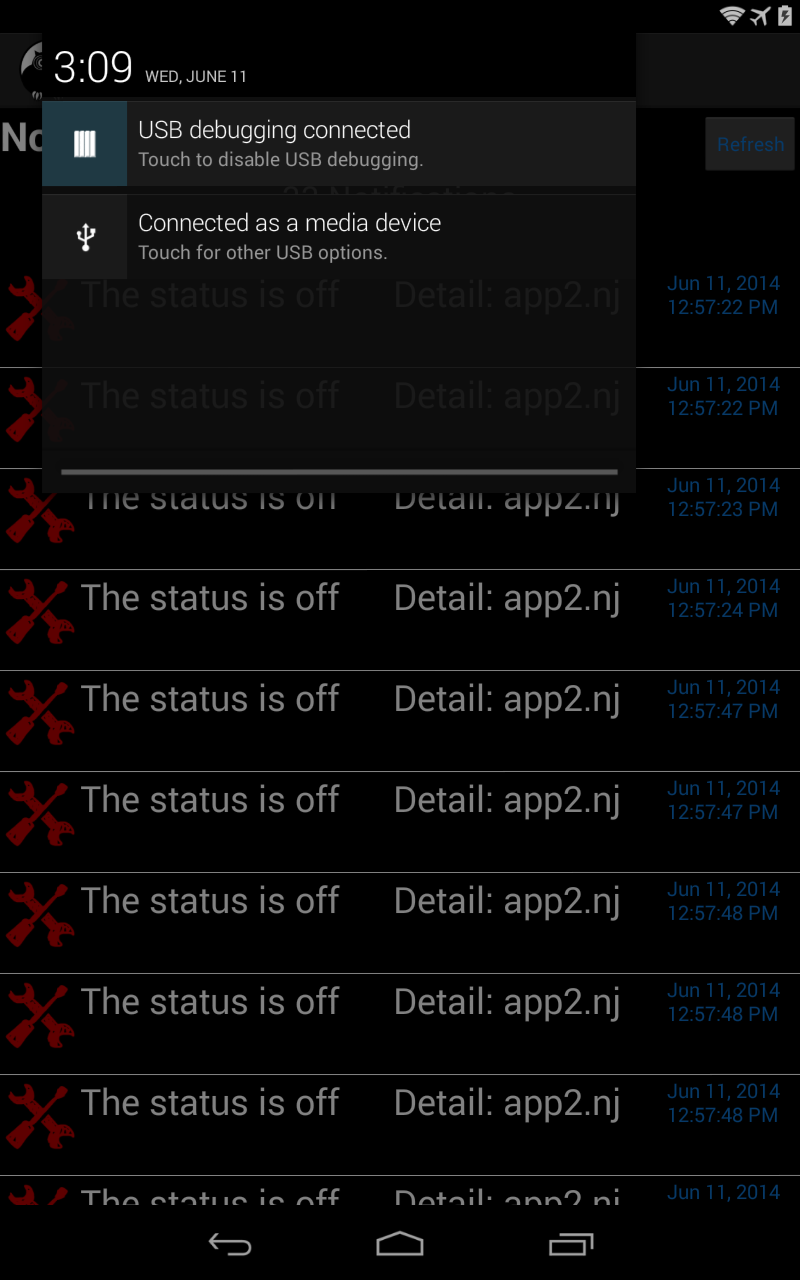 3:09 WED, JUNE 11
USB debugging connected
Touch to disable USB debugging.
Connected as a media device
Touch for other USB options.
No
Refresh
Notifications
The status is off Detail: app2.nj Jun 11, 2014
12:57:22 PM
The status is off Detail: app2.nj Jun 11, 2014
12:57:22 PM
The status is off Detail: app2.nj Jun 11, 2014
12:57:23 PM
The status is off Detail: app2.nj Jun 11, 2014
12:57:24 PM
The status is off Detail: app2.nj Jun 11, 2014
12:57:47 PM
The status is off Detail: app2.nj Jun 11, 2014
12:57:47 PM
The status is off Detail: app2.nj Jun 11, 2014
12:57:48 PM
The status is off Detail: app2.nj Jun 11, 2014
12:57:48 PM
The status is off Detail: app2.nj Jun 11, 2014
12:57:48 PM
The status is off Detail: app2.nj Jun 11, 2014